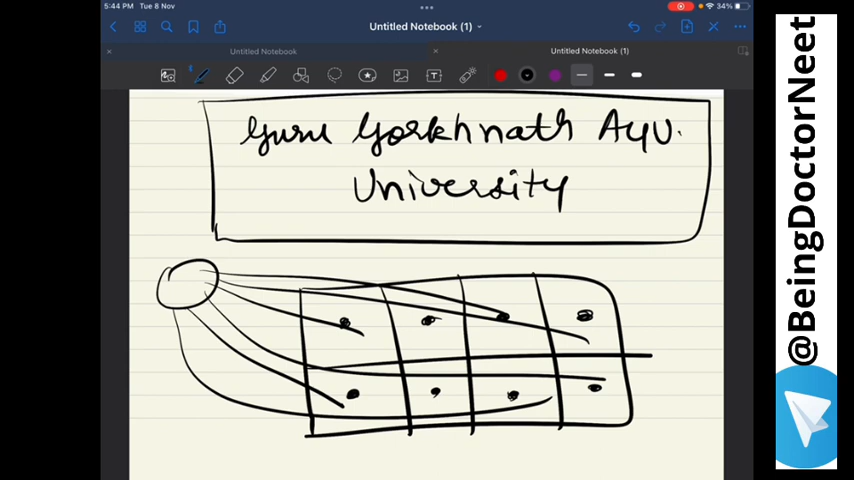 5:44 PM Tue 8 Nov
34%
Untitled Notebook (1)
Untitled Notebook
Untitled Notebook (1)
Guru Gorkhnath Ayu.
University
@BeingDoctorNeet